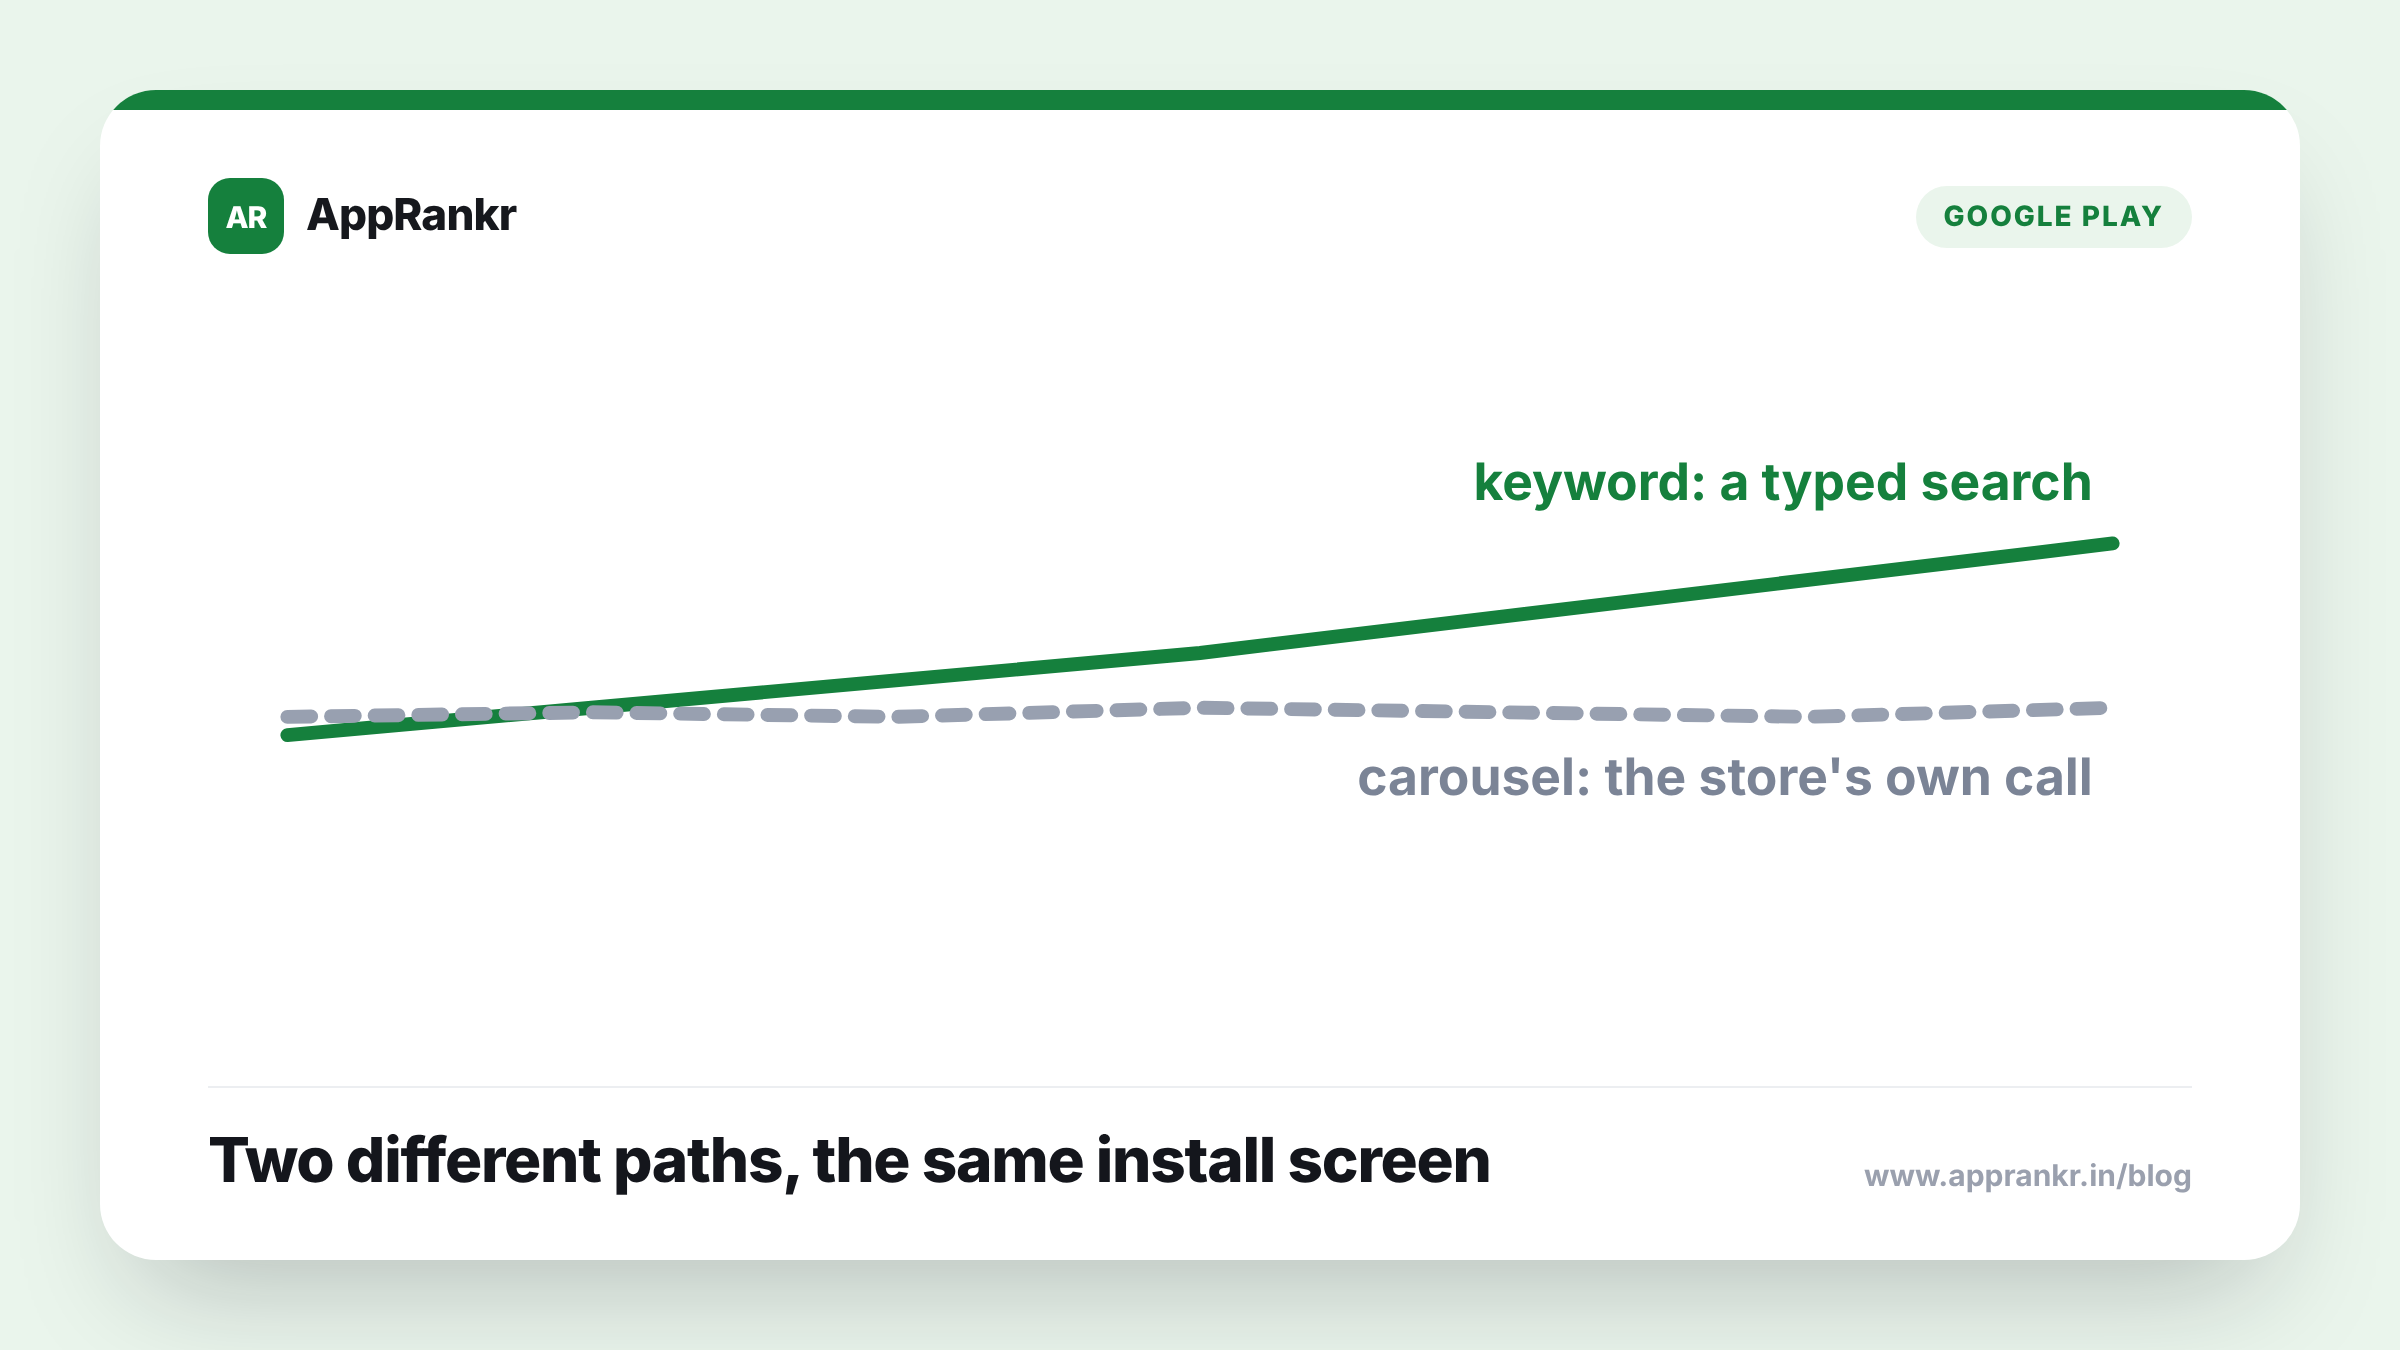 AR AppRankr
GOOGLE PLAY
keyword: a typed search
carousel: the store's own call
Two different paths, the same install screen
www.apprankr.in/blog